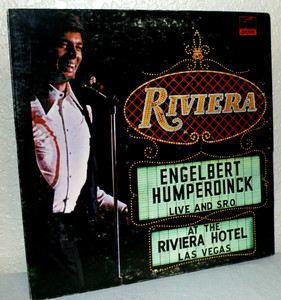 RIVIERA
ENGELBERT
HUMPERDINCK
LIVE AND SRO
AT THE
RIVIERA HOTEL
LAS VEGAS